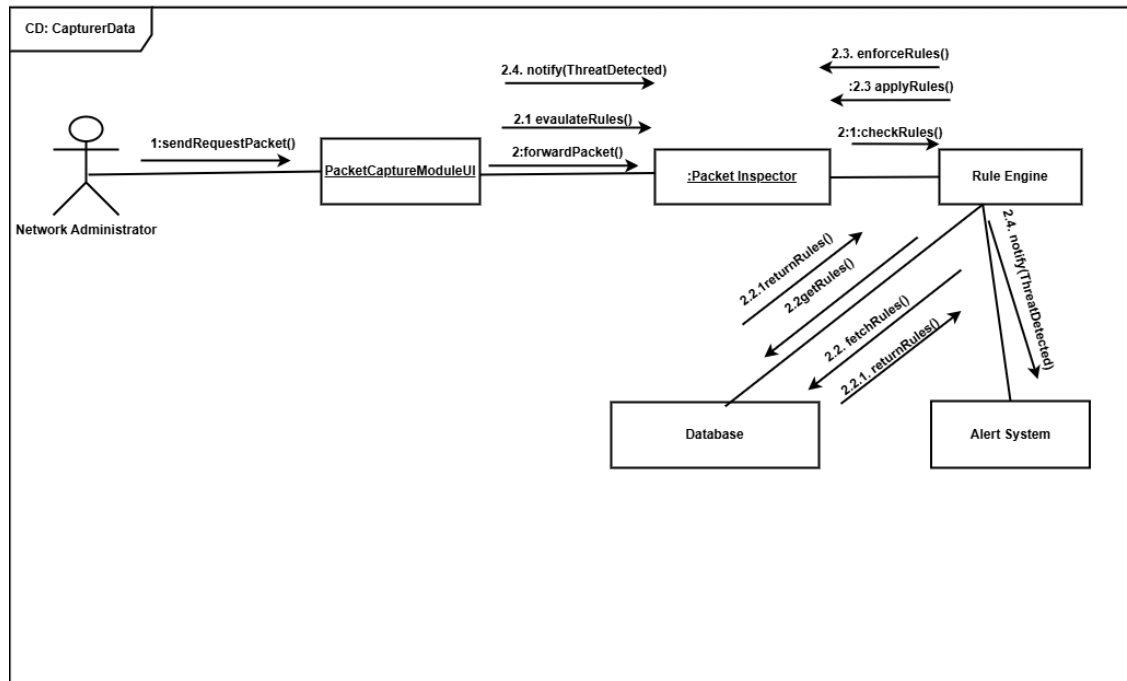 CD: CapturerData
2.3. enforceRules()
2.4. notify(ThreatDetected)
:2.3 applyRules()
2.1 evaulateRules()
1:sendRequestPacket()
2:forwardPacket()
2:1:checkRules()
PacketCaptureModuleUI
:Packet Inspector
Rule Engine
Network Administrator
2.2.1returnRules()
2.2getRules()
2.2. fetchRules()
2.2.1. returnRules()
2.4. notify(ThreatDetected)
Database
Alert System